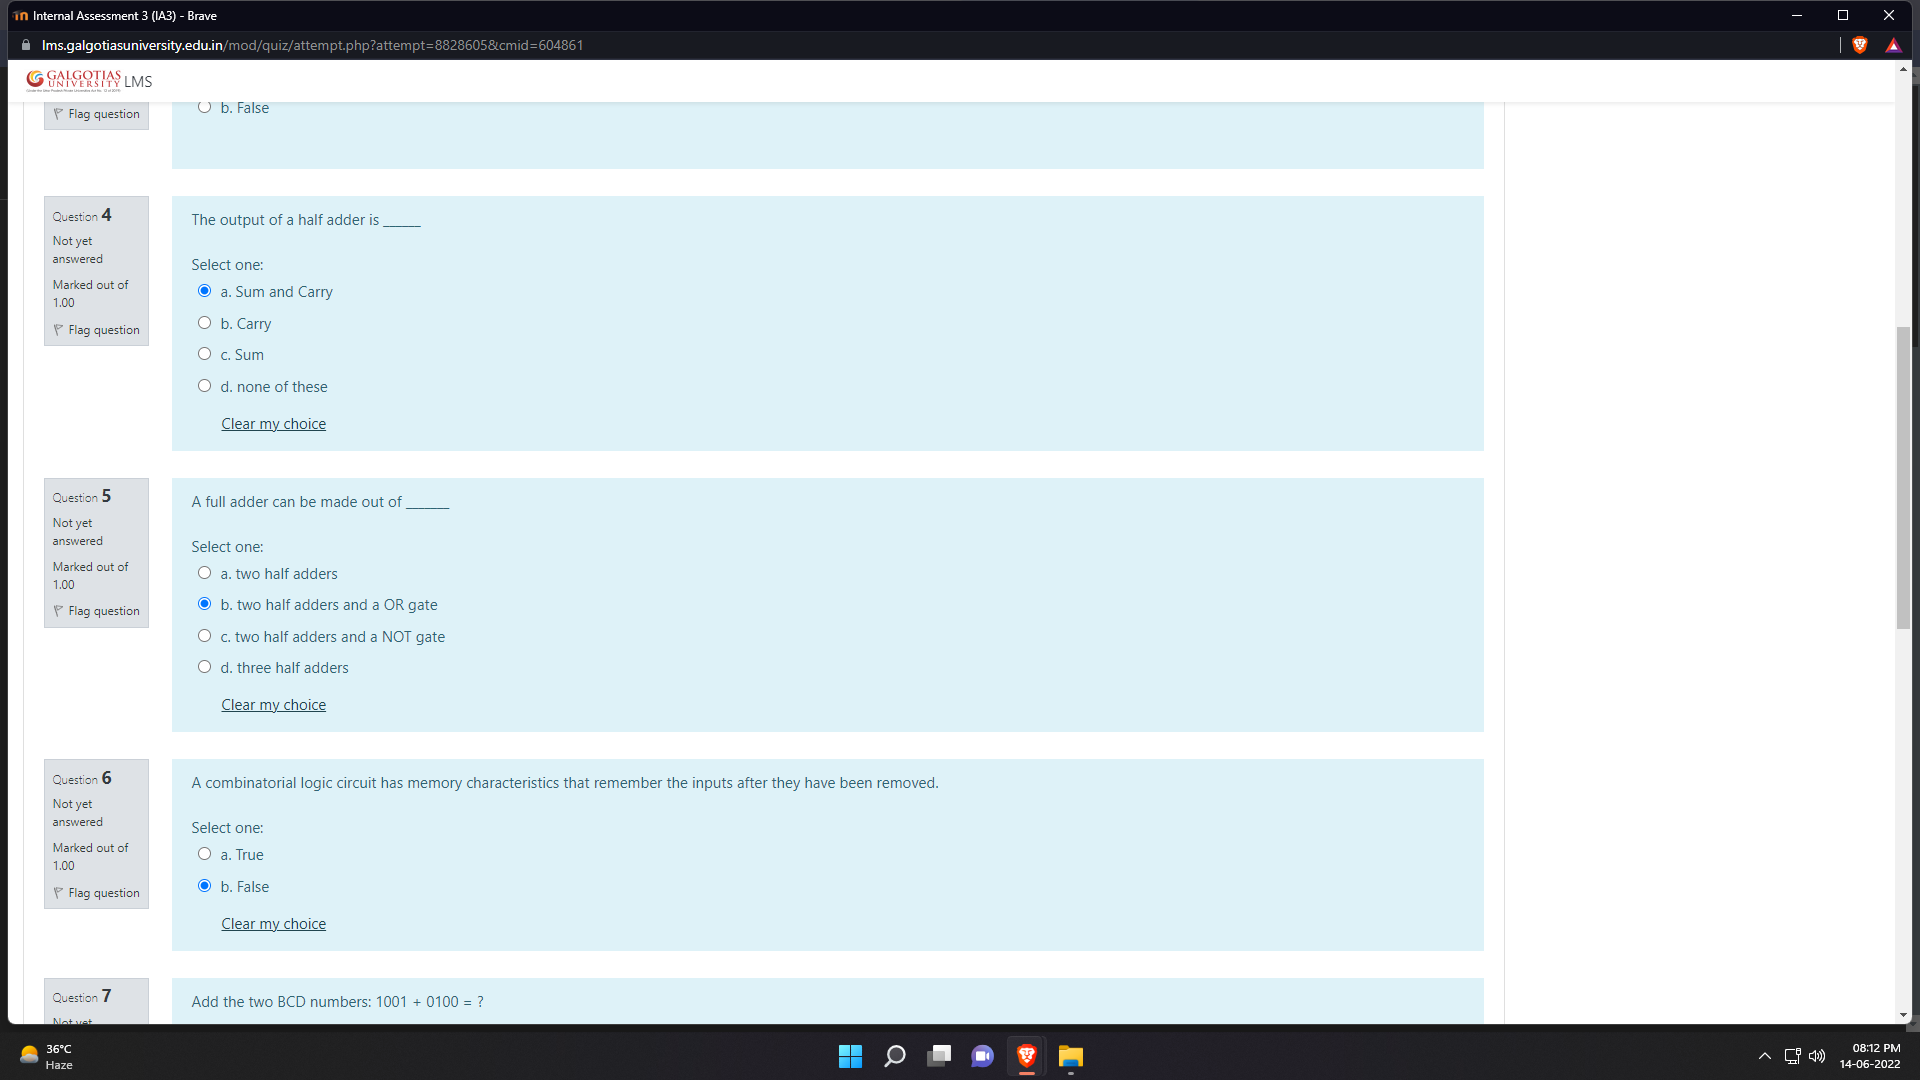 Internal Assessment 3 (IA3) - Brave
lms.galgotiasuniversity.edu.in/mod/quiz/attempt.php?attempt=8828605&cmid=604861
GALGOTIAS
UNIVERSITY LMS
Flag question
b. False
Question 4
Not yet
answered
Marked out of
1.00
Flag question
The output of a half adder is ______
Select one:
a. Sum and Carry
b. Carry
c. Sum
d. none of these
Clear my choice
Question 5
Not yet
answered
Marked out of
1.00
Flag question
A full adder can be made out of _______
Select one:
a. two half adders
b. two half adders and a OR gate
c. two half adders and a NOT gate
d. three half adders
Clear my choice
Question 6
Not yet
answered
Marked out of
1.00
Flag question
A combinatorial logic circuit has memory characteristics that remember the inputs after they have been removed.
Select one:
a. True
b. False
Clear my choice
Question 7
Not yet
Add the two BCD numbers: 1001 + 0100 = ?
36°C
Haze
08:12 PM
14-06-2022